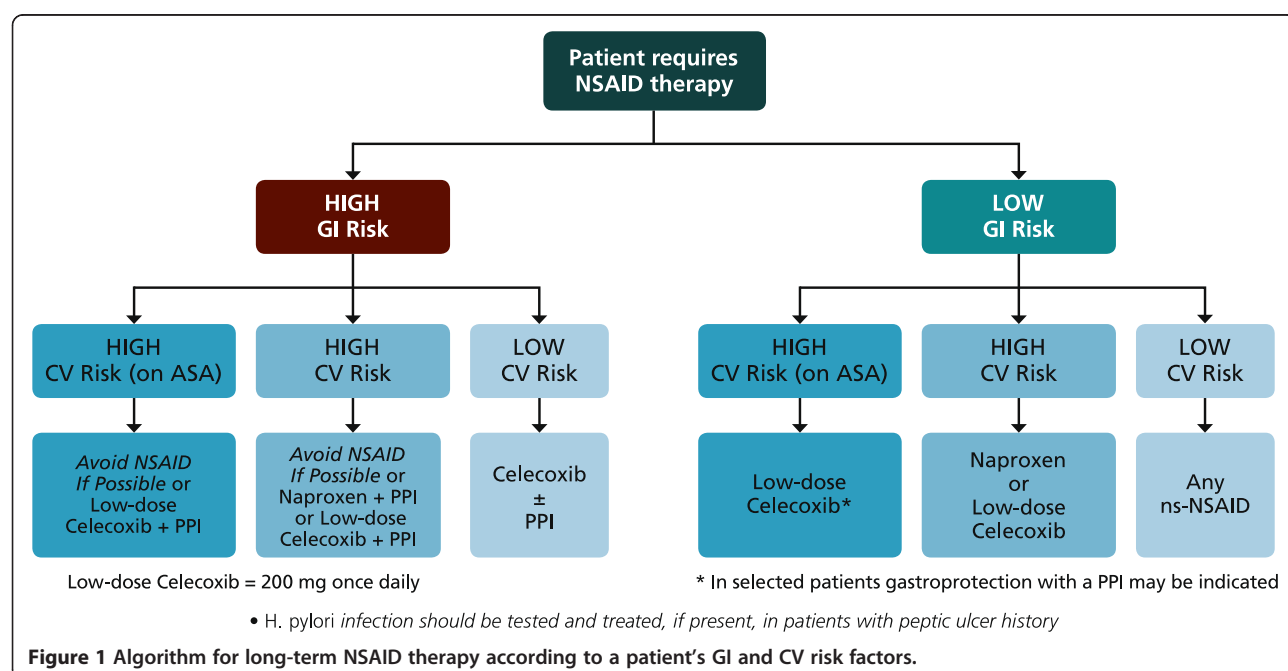 Patient requires
NSAID therapy
HIGH
GI Risk
LOW
GI Risk
HIGH
CV Risk (on ASA)
HIGH
CV Risk
LOW
CV Risk
HIGH
CV Risk (on ASA)
HIGH
CV Risk
LOW
CV Risk
Avoid NSAID
If Possible or
Low-dose
Celecoxib + PPI
Avoid NSAID
If Possible or
Naproxen + PPI
or Low-dose
Celecoxib + PPI
Celecoxib
±
PPI
Low-dose
Celecoxib*
Naproxen
or
Low-dose
Celecoxib
Any
ns-NSAID
Low-dose Celecoxib = 200 mg once daily
* In selected patients gastroprotection with a PPI may be indicated
• H. pylori infection should be tested and treated, if present, in patients with peptic ulcer history
Figure 1 Algorithm for long-term NSAID therapy according to a patient's GI and CV risk factors.